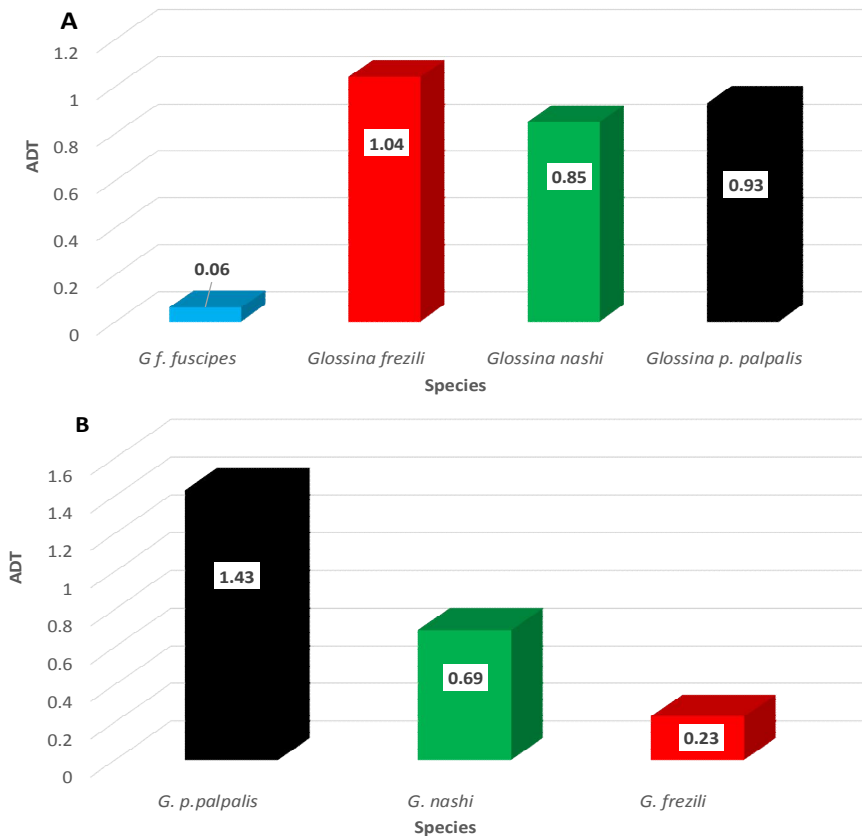 A
1.2
1
0.8
0.6
0.4
0.2
0
ADT
0.06
1.04
0.85
0.93
G f. fuscipes
Glossina frezili
Glossina nashi
Glossina p. palpalis
Species
B
1.6
1.4
1.2
1
0.8
0.6
0.4
0.2
0
ADT
1.43
0.69
0.23
G. p.palpalis
G. nashi
G. frezili
Species